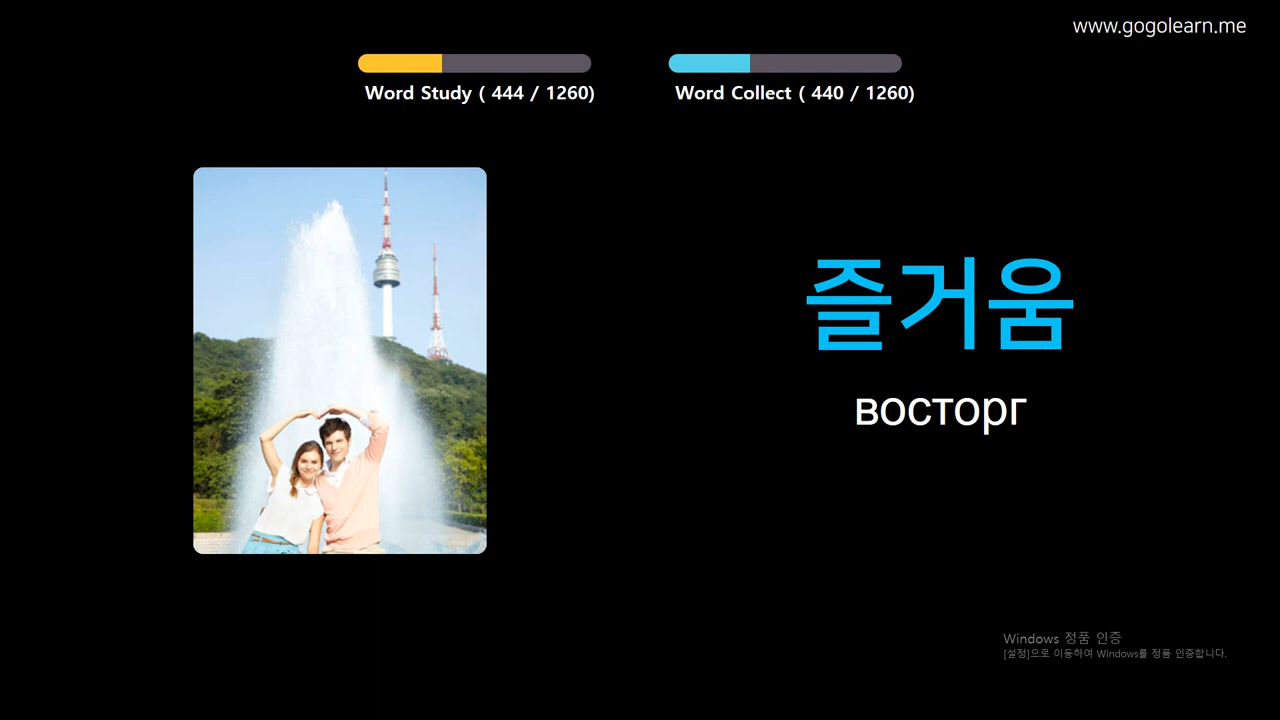 www.gogolearn.me
Word Study ( 444 / 1260)
Word Collect ( 440 / 1260)
즐거움
восторг
Windows 정품 인증
[설정]으로 이동하여 Windows를 정품 인증합니다.